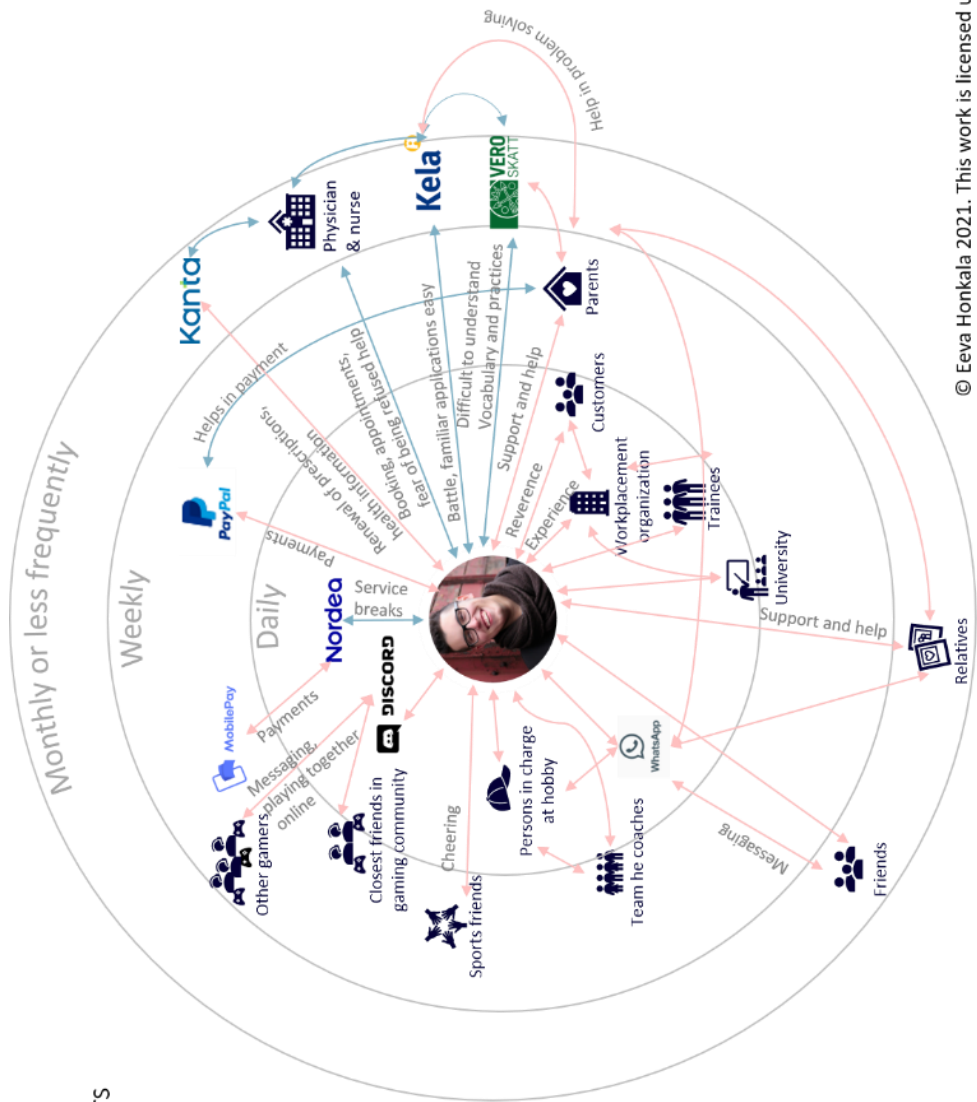 Monthly or less frequently
Weekly
Daily
Kanta
Physician
& nurse
Kela
VERO
SKATT
Help in problem solving
Helps in payment
PayPal
Payments
Renewal of prescriptions,
health information
Booking, appointments,
fear of being refused help
Battle, familiar applications easy
Difficult to understand
Vocabulary and practices
Support and help
Parents
Nordea
Service
breaks
MobilePay
Payments
DISCORD
Messaging,
playing together
online
Other gamers
Closest friends in
gaming community
Cheering
Sports friends
Persons in charge
at hobby
Team he coaches
WhatsApp
Messaging
Friends
Reverence
Experience
Customers
Workplacement
organization
Trainees
University
Support and help
Relatives
© Eeva Honkala 2021. This work is licensed